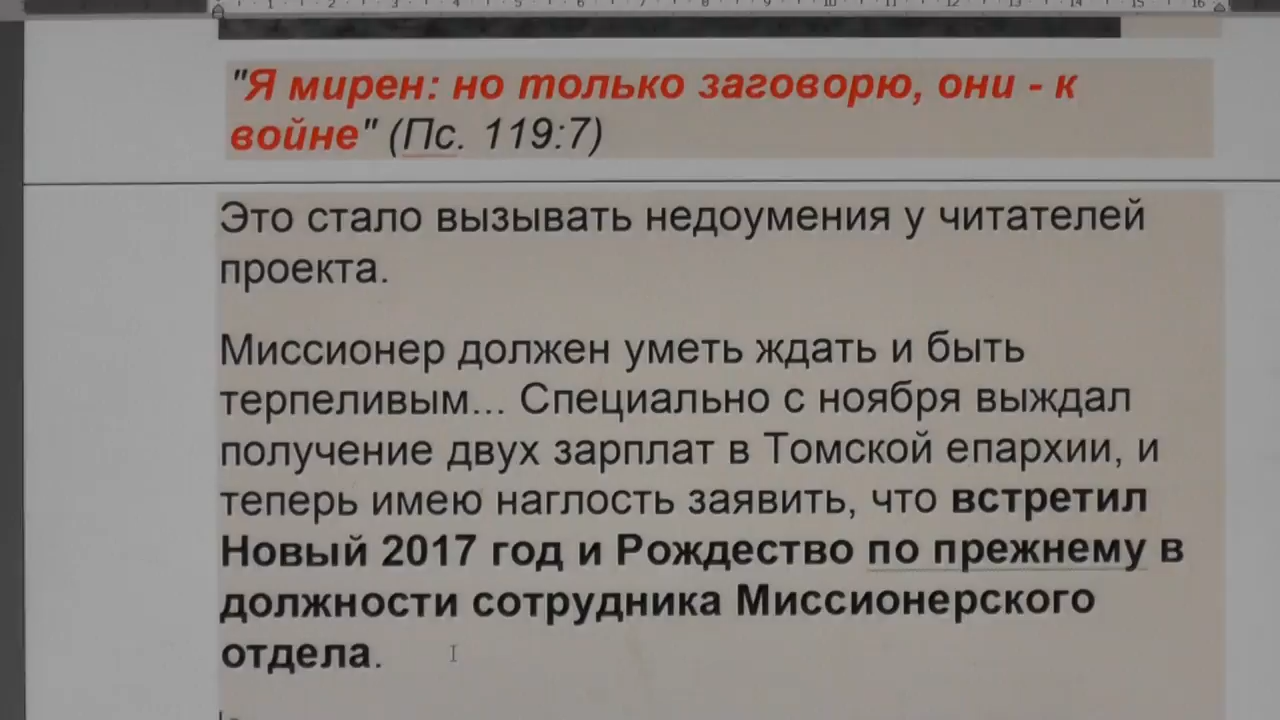 "Я мирен: но только заговорю, они - к
войне" (Пс. 119:7)
Это стало вызывать недоумения у читателей
проекта.
Миссионер должен уметь ждать и быть
терпеливым... Специально с ноября выждал
получение двух зарплат в Томской епархии, и
теперь имею наглость заявить, что встретил
Новый 2017 год и Рождество по прежнему в
должности сотрудника Миссионерского
отдела.